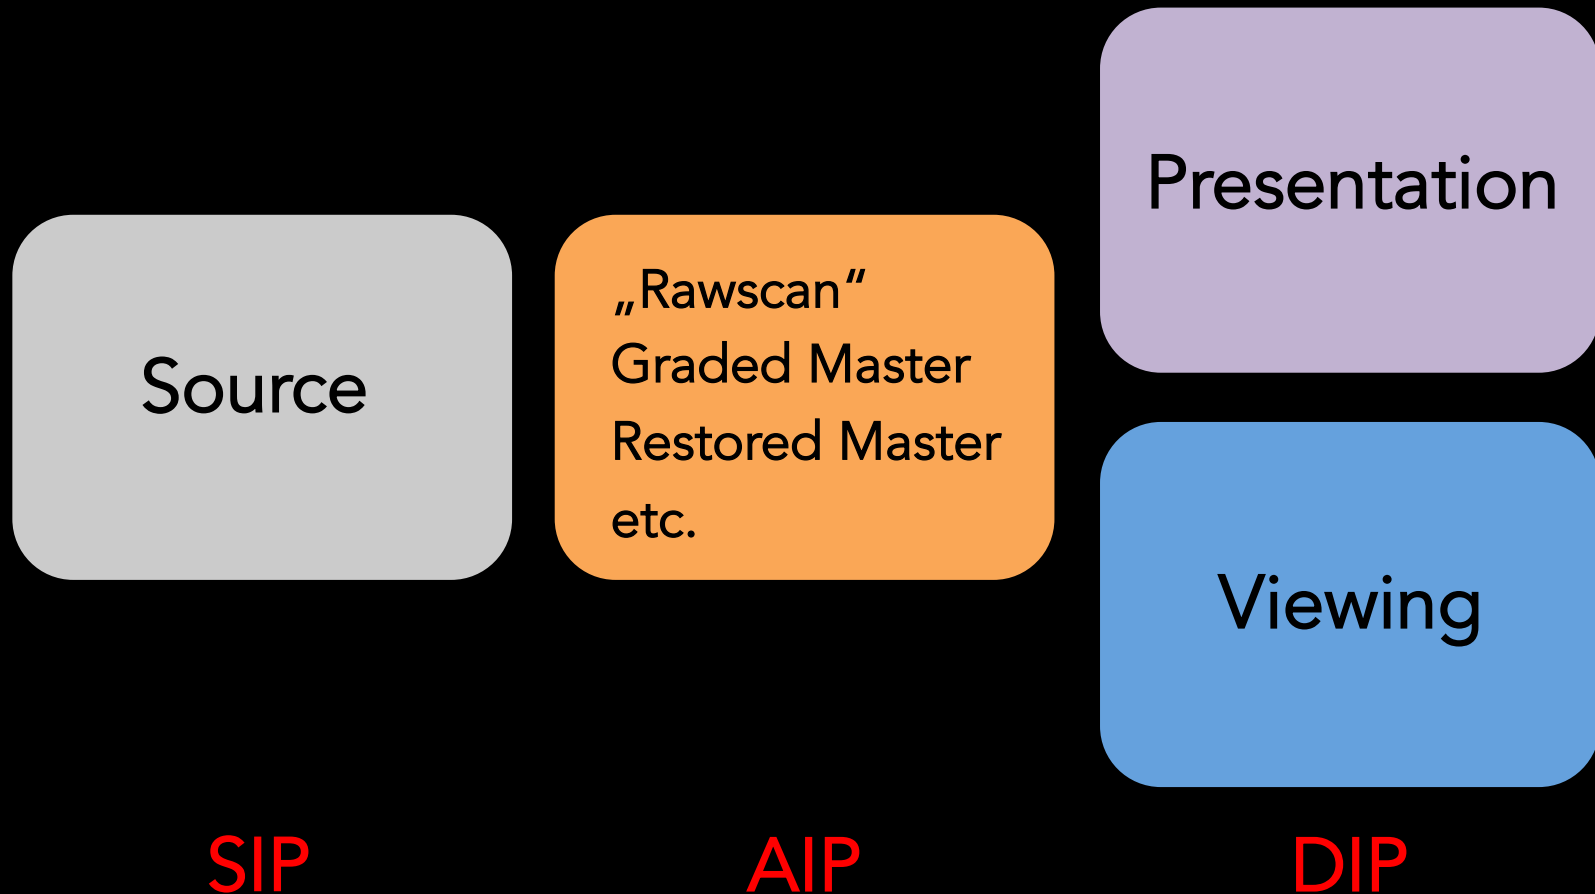 Source
„Rawscan“
Graded Master
Restored Master
etc.
Presentation
Viewing
SIP
AIP
DIP